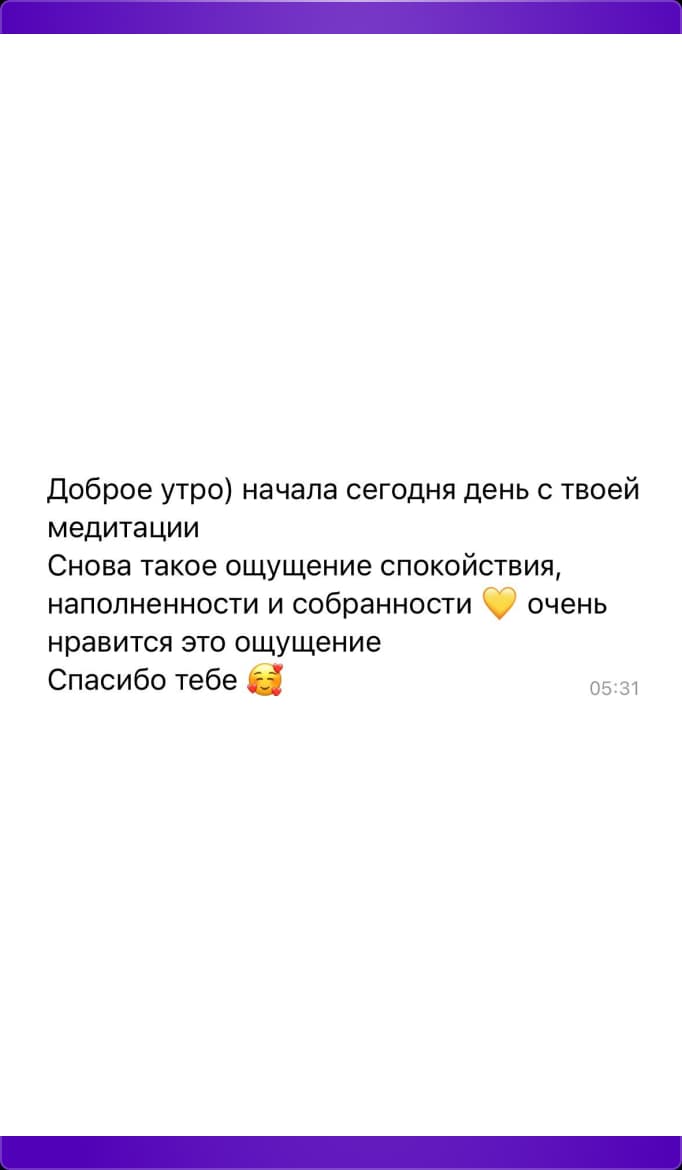 Доброе утро) начала сегодня день с твоей
медитации
Снова такое ощущение спокойствия,
наполненности и собранности 💛 очень
нравится это ощущение
Спасибо тебе 🥰
05:31